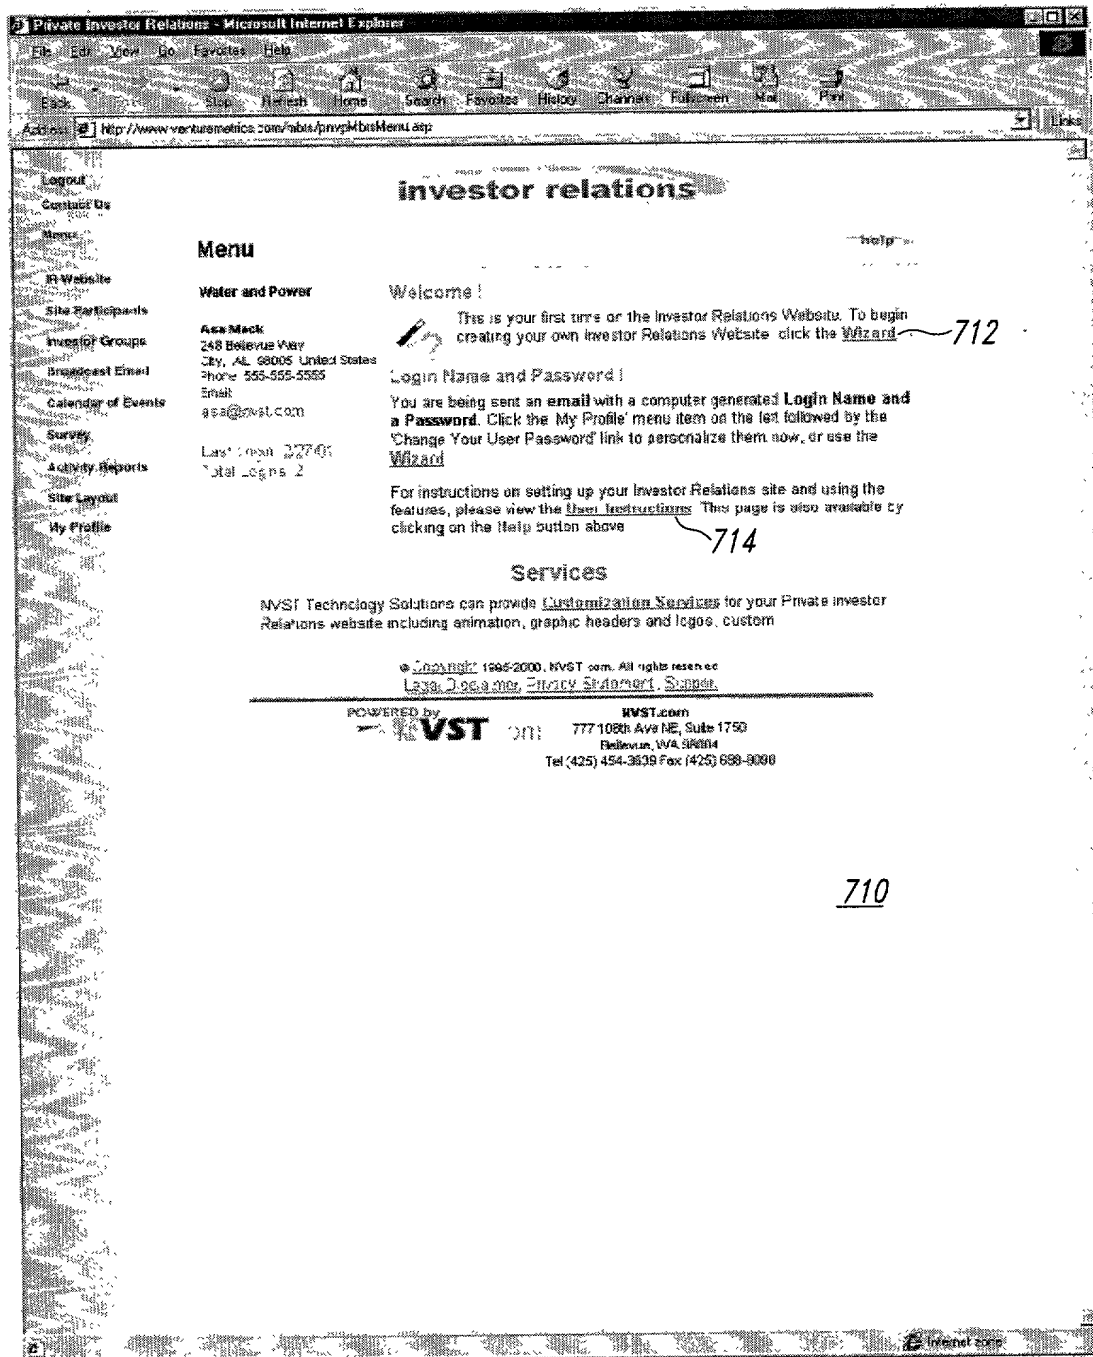 Private Investor Relations - Microsoft Internet Explorer
File Edit View Go Favorites Help
Back Stop Refresh Home Search Favorites History Channels Fullscreen Mail Print
Address http://www.venturemetrics.com/mbrs/prvpMbrsMenu.asp Links
Logout
Contact Us
Menu
IR Website
Site Participants
Investor Groups
Broadcast Email
Calendar of Events
Survey
Activity Reports
Site Layout
My Profile
investor relations
Menu
help
Water and Power
Asa Mack
248 Bellevue Way
City, AL 98005 United States
Phone 555-555-5555
Email
asa@nvst.com
Last Login
Total Logins 2
Welcome !
This is your first time on the Investor Relations Website. To begin
creating your own Investor Relations Website click the Wizard
712
Login Name and Password !
You are being sent an email with a computer generated Login Name and
a Password. Click the 'My Profile' menu item on the left followed by the
'Change Your User Password' link to personalize them now, or use the
Wizard
For instructions on setting up your Investor Relations site and using the
features, please view the User Instructions This page is also available by
clicking on the Help button above
714
Services
NVST Technology Solutions can provide Customization Services for your Private Investor
Relations website including animation, graphic headers and logos, custom
© Copyright 1995-2000, NVST.com. All rights reserved
Legal Disclaimer, Privacy Statement, Support.
POWERED by
NVST com
NVST.com
777 108th Ave NE, Suite 1750
Bellevue, WA 98004
Tel (425) 454-3639 Fax (425) 688-
710
Internet zone